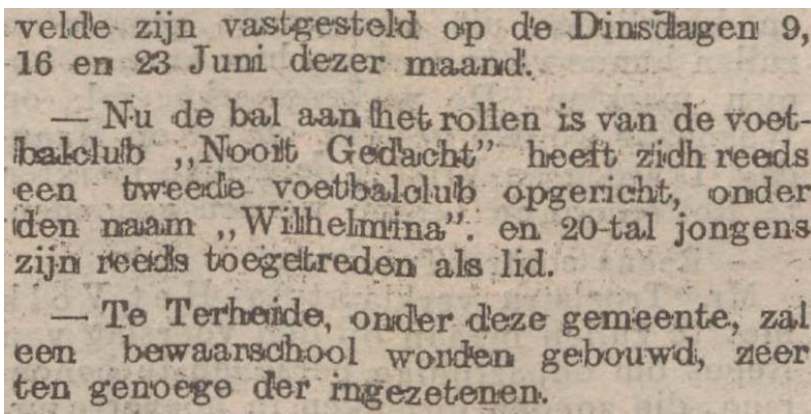 velde zijn vastgesteld op de Dinsdagen 9,
16 en 23 Juni dezer maand.
— Nu de bal aan het rollen is van de voet-
balclub „Nooit Gedacht” heeft zich reeds
een tweede voetbalclub opgericht, onder
den naam „Wilhelmina”. en 20-tal jongens
zijn reeds toegetreden als lid.
— Te Terheide, onder deze gemeente, zal
een bewaarschool worden gebouwd, zeer
ten genoege der ingezetenen.